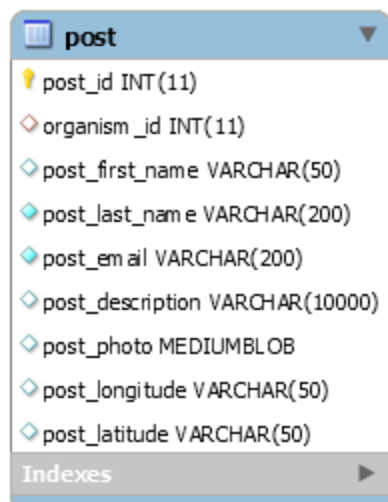 post
post_id INT(11)
organism_id INT(11)
post_first_name VARCHAR(50)
post_last_name VARCHAR(200)
post_email VARCHAR(200)
post_description VARCHAR(10000)
post_photo MEDIUMBLOB
post_longitude VARCHAR(50)
post_latitude VARCHAR(50)
Indexes